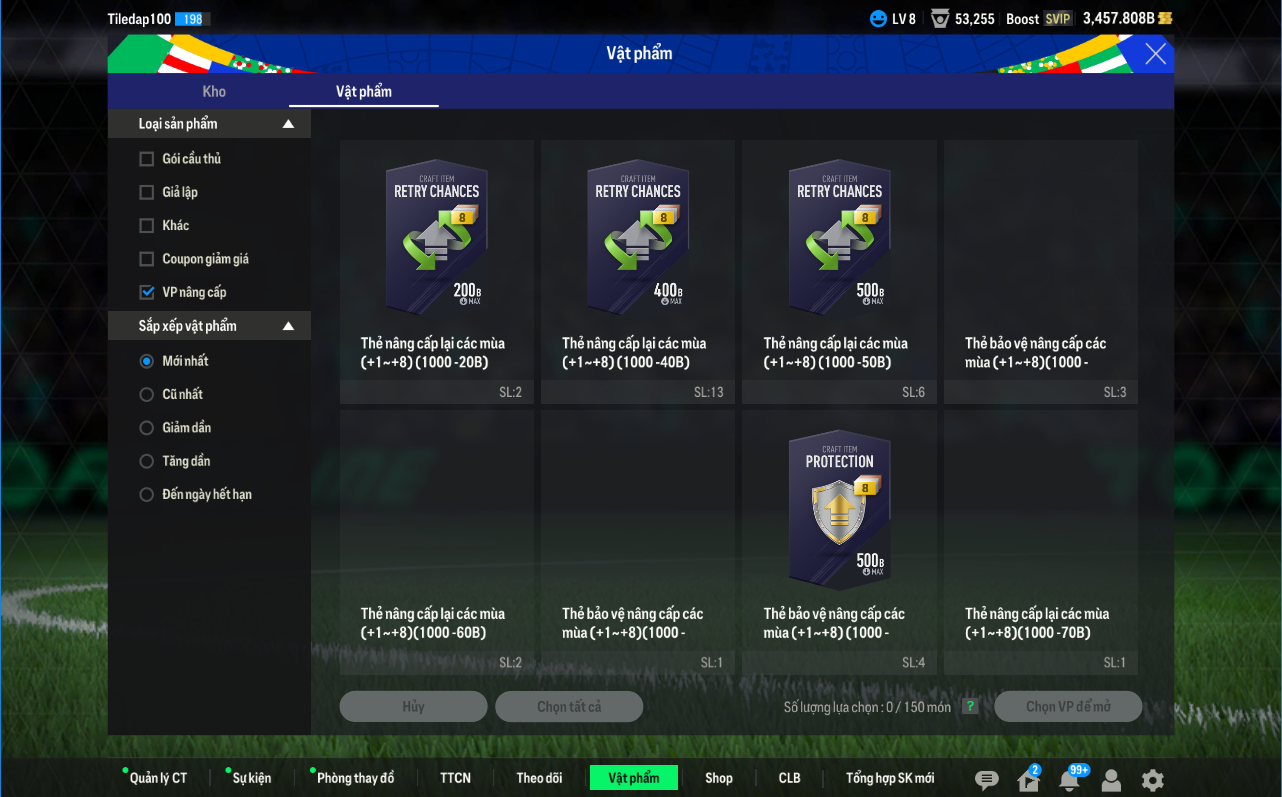 Tiledap100 198
LV 8 53,255 Boost SVIP 3,457.808B
Vật phẩm
Kho Vật phẩm
Loại sản phẩm
Gói cầu thủ
Giả lập
Khác
Coupon giảm giá
VP nâng cấp
Sắp xếp vật phẩm
Mới nhất
Cũ nhất
Giảm dần
Tăng dần
Đến ngày hết hạn
CRAFT ITEM
RETRY CHANCES
8
200B
MAX
Thẻ nâng cấp lại các mùa
(+1~+8) (1000 -20B)
SL:2
CRAFT ITEM
RETRY CHANCES
8
400B
MAX
Thẻ nâng cấp lại các mùa
(+1~+8) (1000 -40B)
SL:13
CRAFT ITEM
RETRY CHANCES
8
500B
MAX
Thẻ nâng cấp lại các mùa
(+1~+8) (1000 -50B)
SL:6
Thẻ bảo vệ nâng cấp các
mùa (+1~+8)(1000 -
SL:3
Thẻ nâng cấp lại các mùa
(+1~+8)(1000 -60B)
SL:2
Thẻ bảo vệ nâng cấp các
mùa (+1~+8)(1000 -
SL:1
CRAFT ITEM
PROTECTION
8
500B
MAX
Thẻ bảo vệ nâng cấp các
mùa (+1~+8) (1000 -
SL:4
Thẻ nâng cấp lại các mùa
(+1~+8)(1000 -70B)
SL:1
Hủy Chọn tất cả Số lượng lựa chọn : 0 / 150 món ? Chọn VP để mở
Quản lý CT Sự kiện Phòng thay đồ TTCN Theo dõi Vật phẩm Shop CLB Tổng hợp SK mới 2 99+